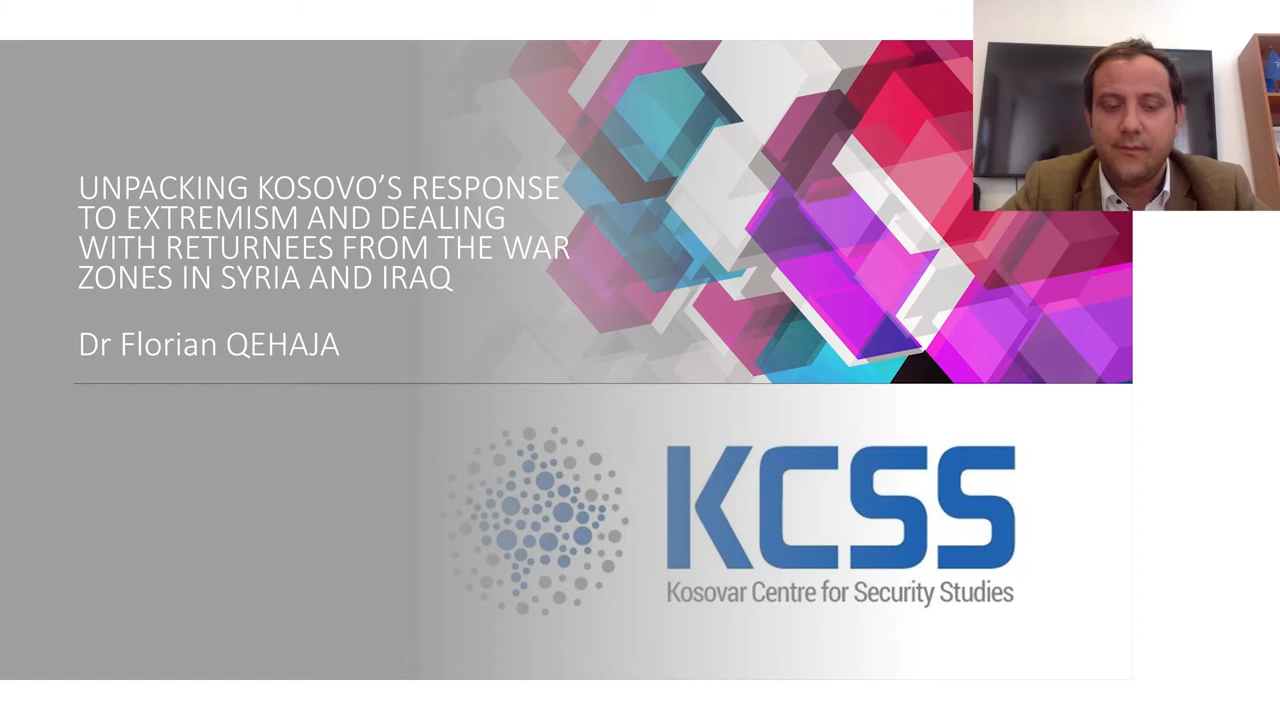 UNPACKING KOSOVO’S RESPONSE
TO EXTREMISM AND DEALING
WITH RETURNEES FROM THE WAR
ZONES IN SYRIA AND IRAQ
Dr Florian QEHAJA
KCSS
Kosovar Centre for Security Studies